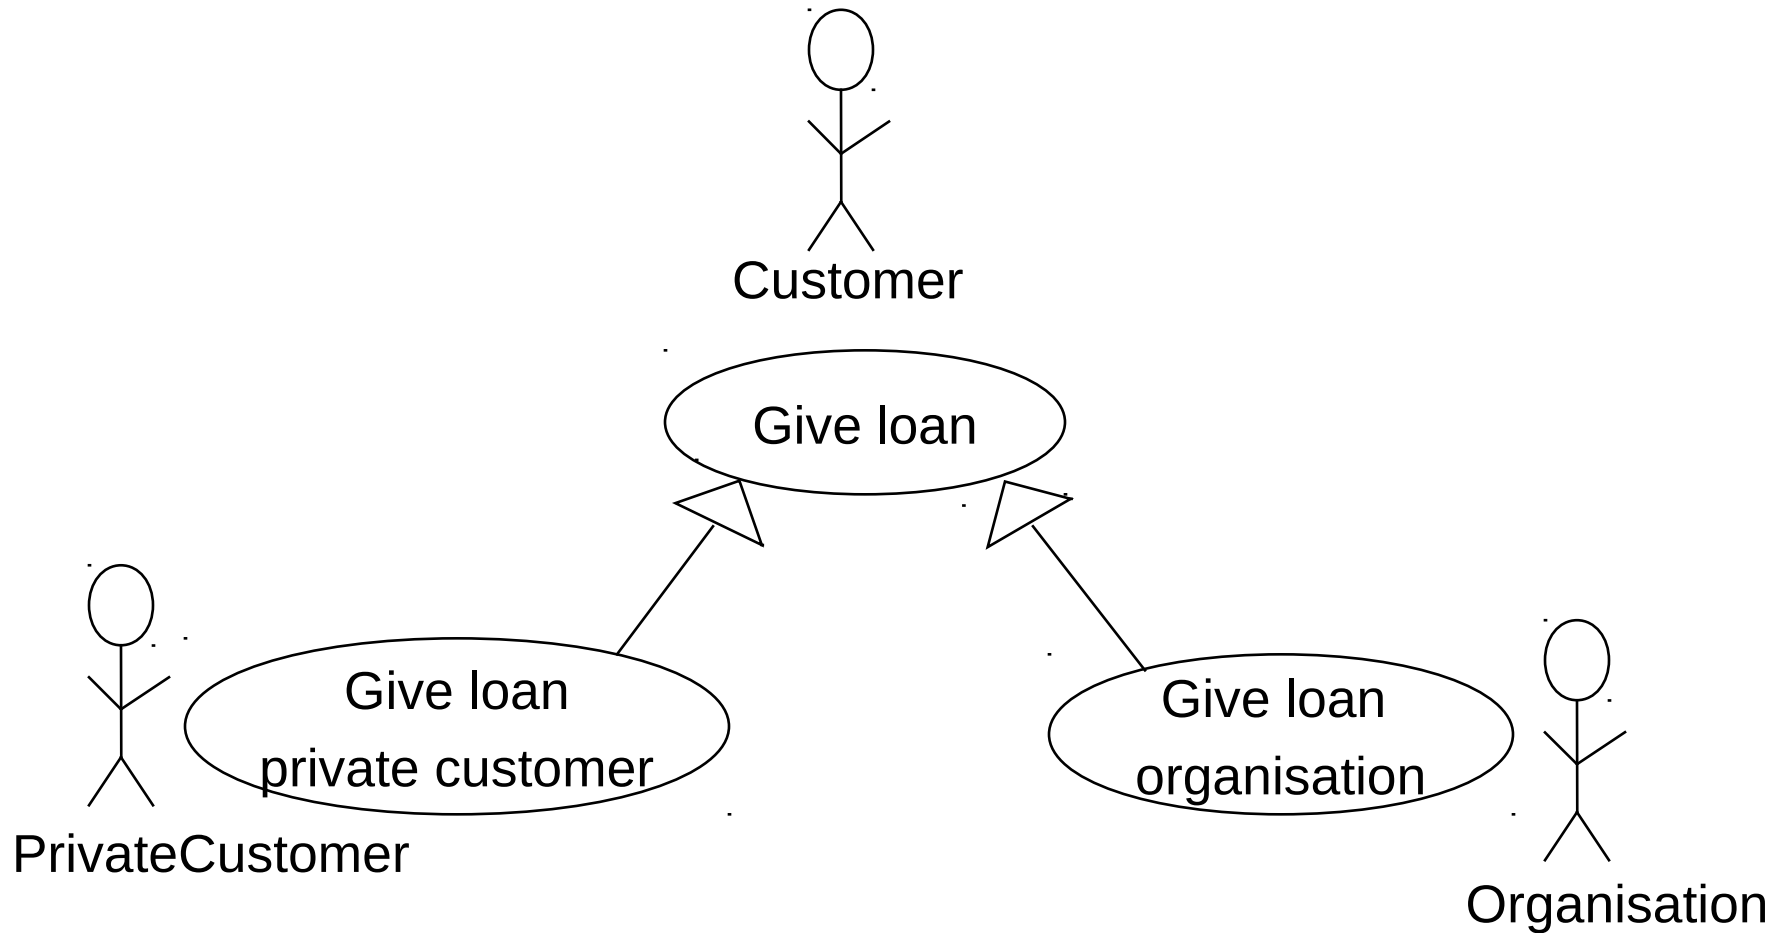 Customer
Give loan
Give loan
private customer
Give loan
organisation
PrivateCustomer
Organisation